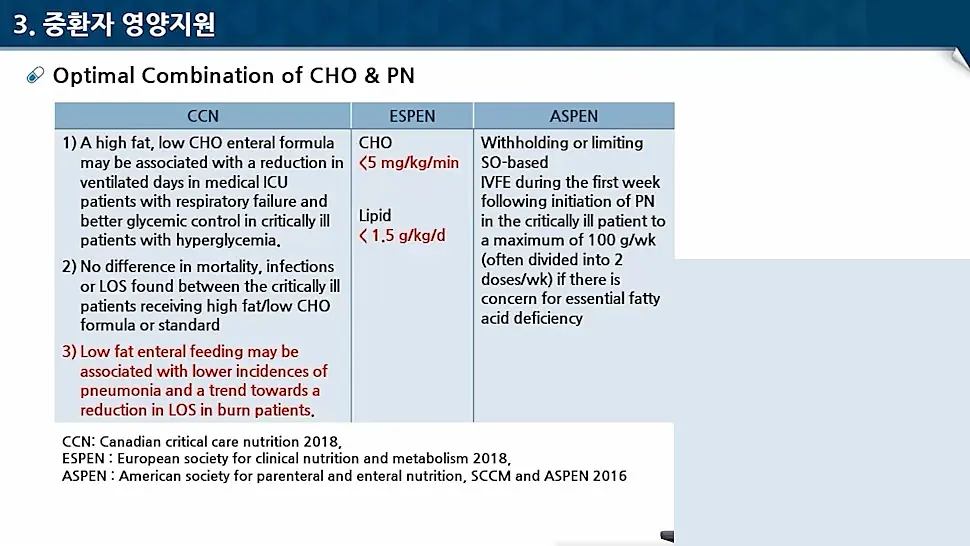 3. 중환자 영양지원
Optimal Combination of CHO & PN
CCN
ESPEN
ASPEN
1) A high fat, low CHO enteral formula
may be associated with a reduction in
ventilated days in medical ICU
patients with respiratory failure and
better glycemic control in critically ill
patients with hyperglycemia.
2) No difference in mortality, infections
or LOS found between the critically ill
patients receiving high fat/low CHO
formula or standard
3) Low fat enteral feeding may be
associated with lower incidences of
pneumonia and a trend towards a
reduction in LOS in burn patients.
CHO
<5 mg/kg/min
Lipid
< 1.5 g/kg/d
Withholding or limiting
SO-based
IVFE during the first week
following initiation of PN
in the critically ill patient to
a maximum of 100 g/wk
(often divided into 2
doses/wk) if there is
concern for essential fatty
acid deficiency
CCN: Canadian critical care nutrition 2018,
ESPEN : European society for clinical nutrition and metabolism 2018,
ASPEN : American society for parenteral and enteral nutrition, SCCM and ASPEN 2016